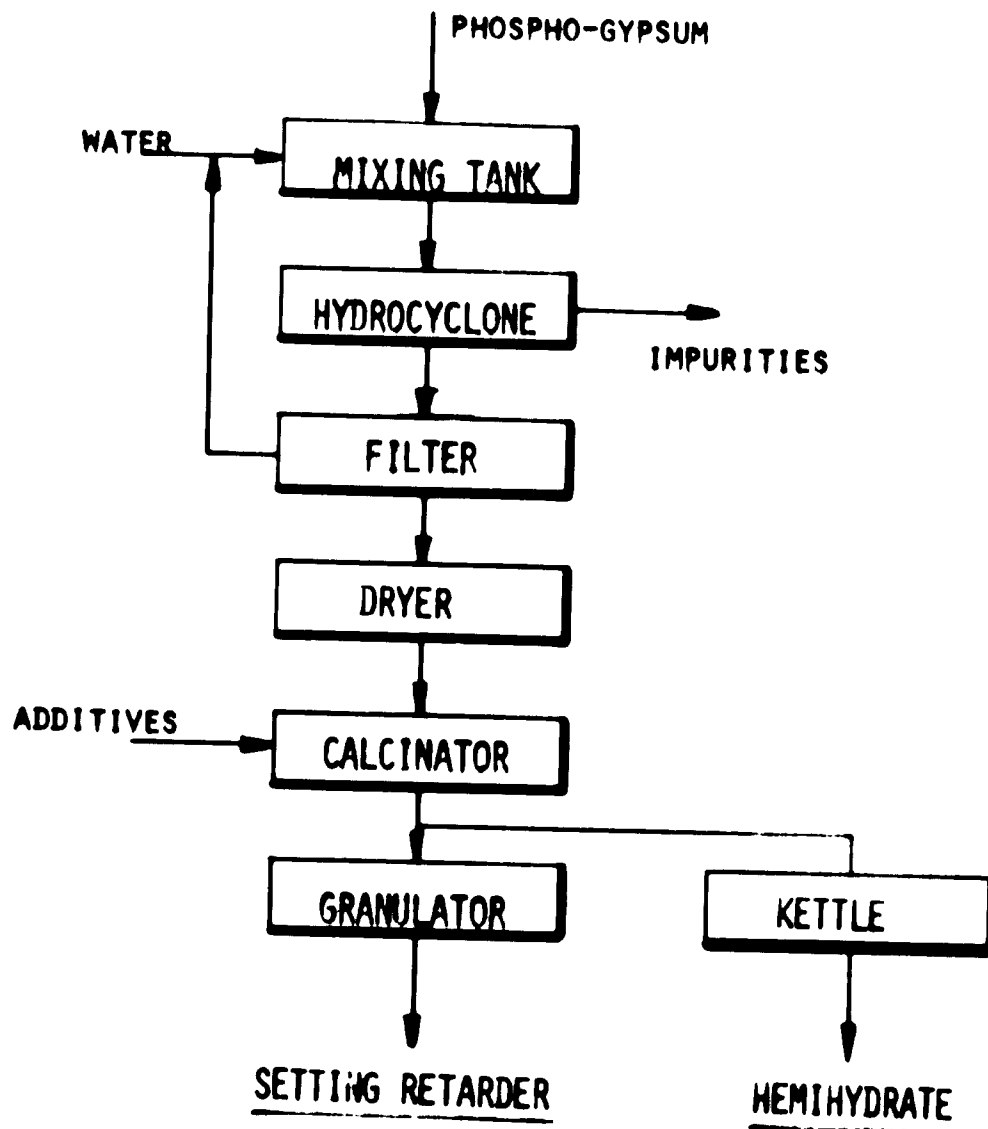 PHOSPHO-GYPSUM
WATER
MIXING TANK
HYDROCYCLONE
IMPURITIES
FILTER
DRYER
ADDITIVES
CALCINATOR
GRANULATOR
KETTLE
SETTING RETARDER
HEMIHYDRATE